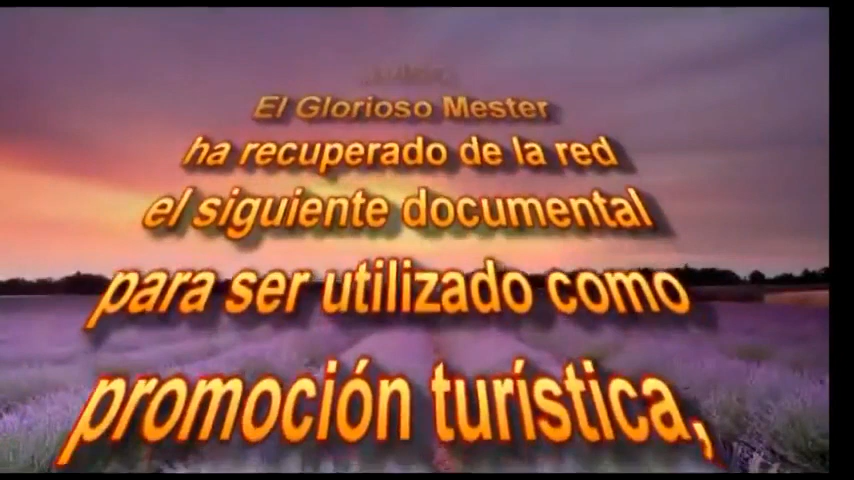 El Glorioso Mester
ha recuperado de la red
el siguiente documental
para ser utilizado como
promoción turística,